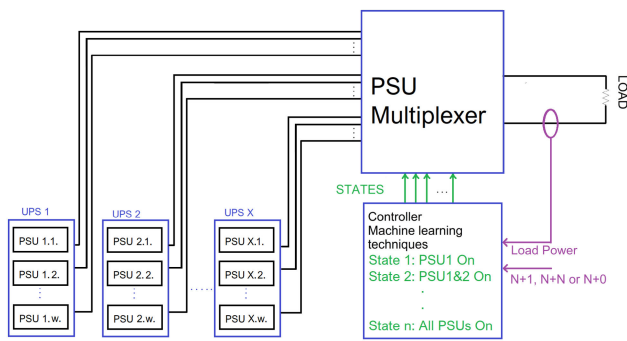 PSU
Multiplexer
LOAD
STATES
...
UPS 1
UPS 2
UPS X
PSU 1.1.
PSU 2.1.
PSU X.1.
PSU 1.2.
PSU 2.2.
PSU X.2.
PSU 1.w.
PSU 2.w.
PSU X.w.
Controller
Machine learning
techniques
State 1: PSU1 On
State 2: PSU1&2 On
.
.
State n: All PSUs On
Load Power
N+1, N+N or N+0